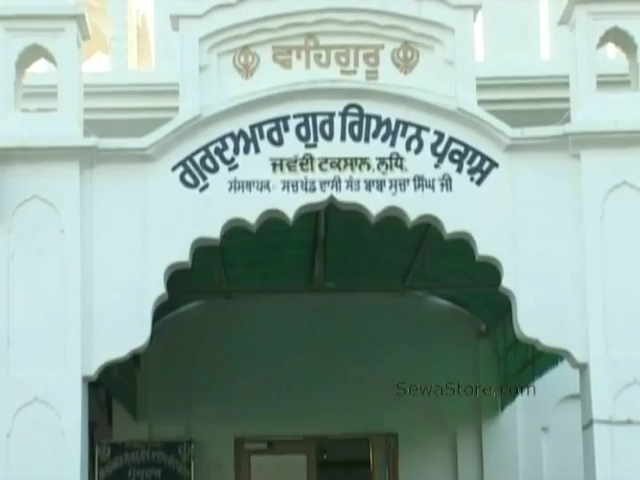 ਵਾਹਿਗੁਰੂ
ਗੁਰਦੁਆਰਾ ਗੁਰ ਗਿਆਨ ਪ੍ਰਕਾਸ਼
ਜਵੱਦੀ ਟਕਸਾਲ, ਲੁਧਿ.
ਸੰਸਥਾਪਕ- ਸਚਖੰਡ ਵਾਸੀ ਸੰਤ ਬਾਬਾ ਸੁਚਾ ਸਿੰਘ ਜੀ
SewaStore.com